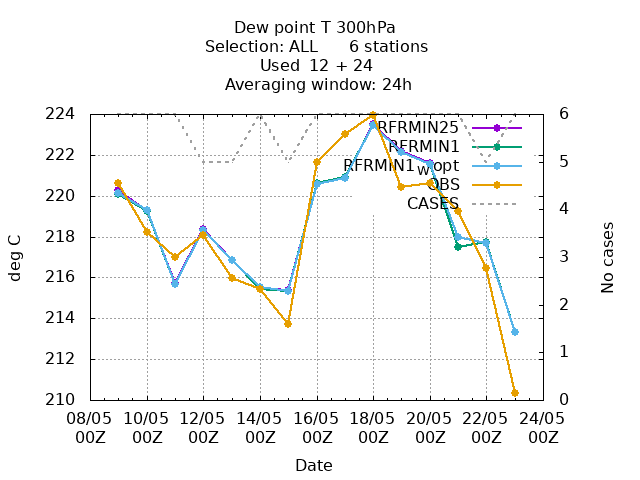 Dew point T 300hPa
Selection: ALL 6 stations
Used 12 + 24
Averaging window: 24h
deg C
224
222
220
218
216
214
212
210
RFRMIN25
RFRMIN1
RFRMIN1wopt
OBS
CASES
6
5
4
3
2
1
0
No cases
08/05 10/05 12/05 14/05 16/05 18/05 20/05 22/05 24/05
00Z 00Z 00Z 00Z 00Z 00Z 00Z 00Z 00Z
Date